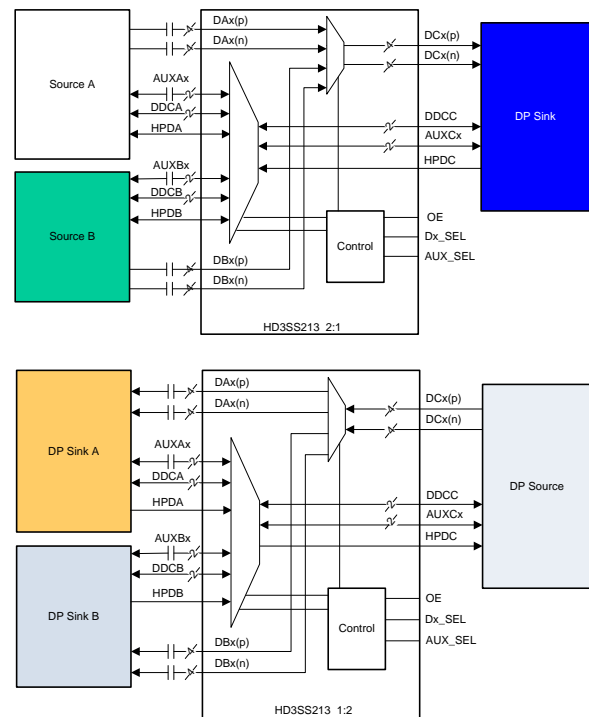 DAx(p)
DAx(n)
Source A
AUXAx
DDCA
HPDA
AUXBx
DDCB
HPDB
Source B
DBx(p)
DBx(n)
DCx(p)
DCx(n)
DP Sink
DDCC
AUXCx
HPDC
OE
Dx_SEL
AUX_SEL
Control
HD3SS213 2:1
DAx(p)
DAx(n)
DP Sink A
AUXAx
DDCA
HPDA
AUXBx
DDCB
HPDB
DP Sink B
DBx(p)
DBx(n)
DCx(p)
DCx(n)
DP Source
DDCC
AUXCx
HPDC
OE
Dx_SEL
AUX_SEL
Control
HD3SS213 1:2